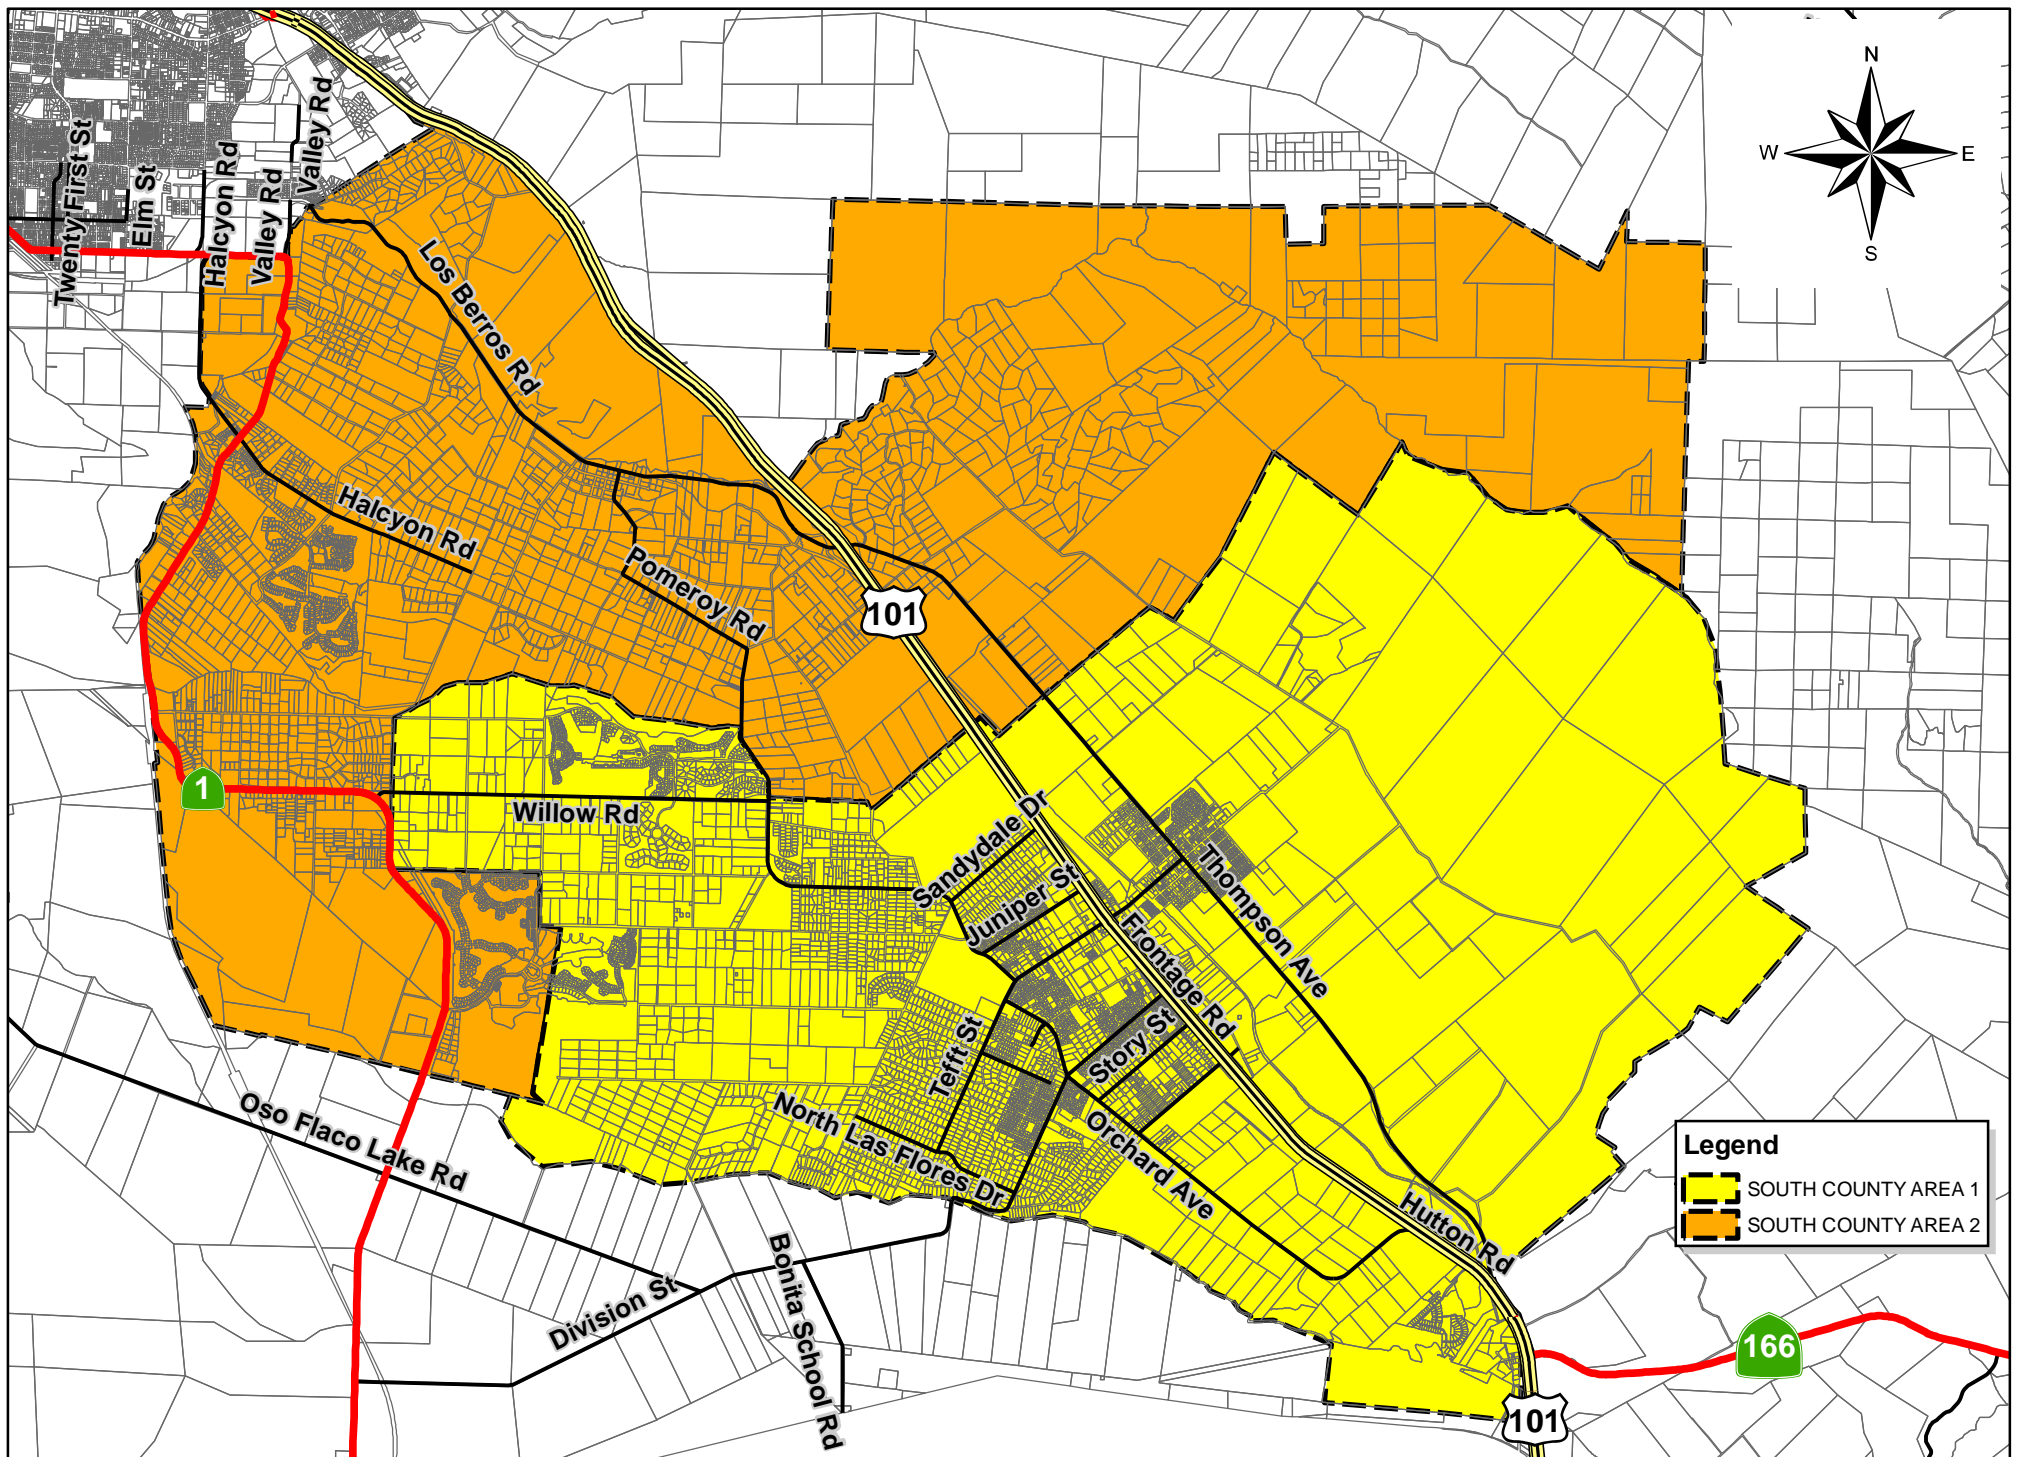 N
W
E
S
Twenty First St
Elm St
Halcyon Rd
Valley Rd
Valley Rd
Los Berros Rd
Halcyon Rd
Pomeroy Rd
101
1
Willow Rd
Sandydale Dr
Juniper St
Thompson Ave
Frontage Rd
Tefft St
Story St
North Las Flores Dr
Orchard Ave
Oso Flaco Lake Rd
Hutton Rd
Division St
Bonita School Rd
166
101
Legend
SOUTH COUNTY AREA 1
SOUTH COUNTY AREA 2